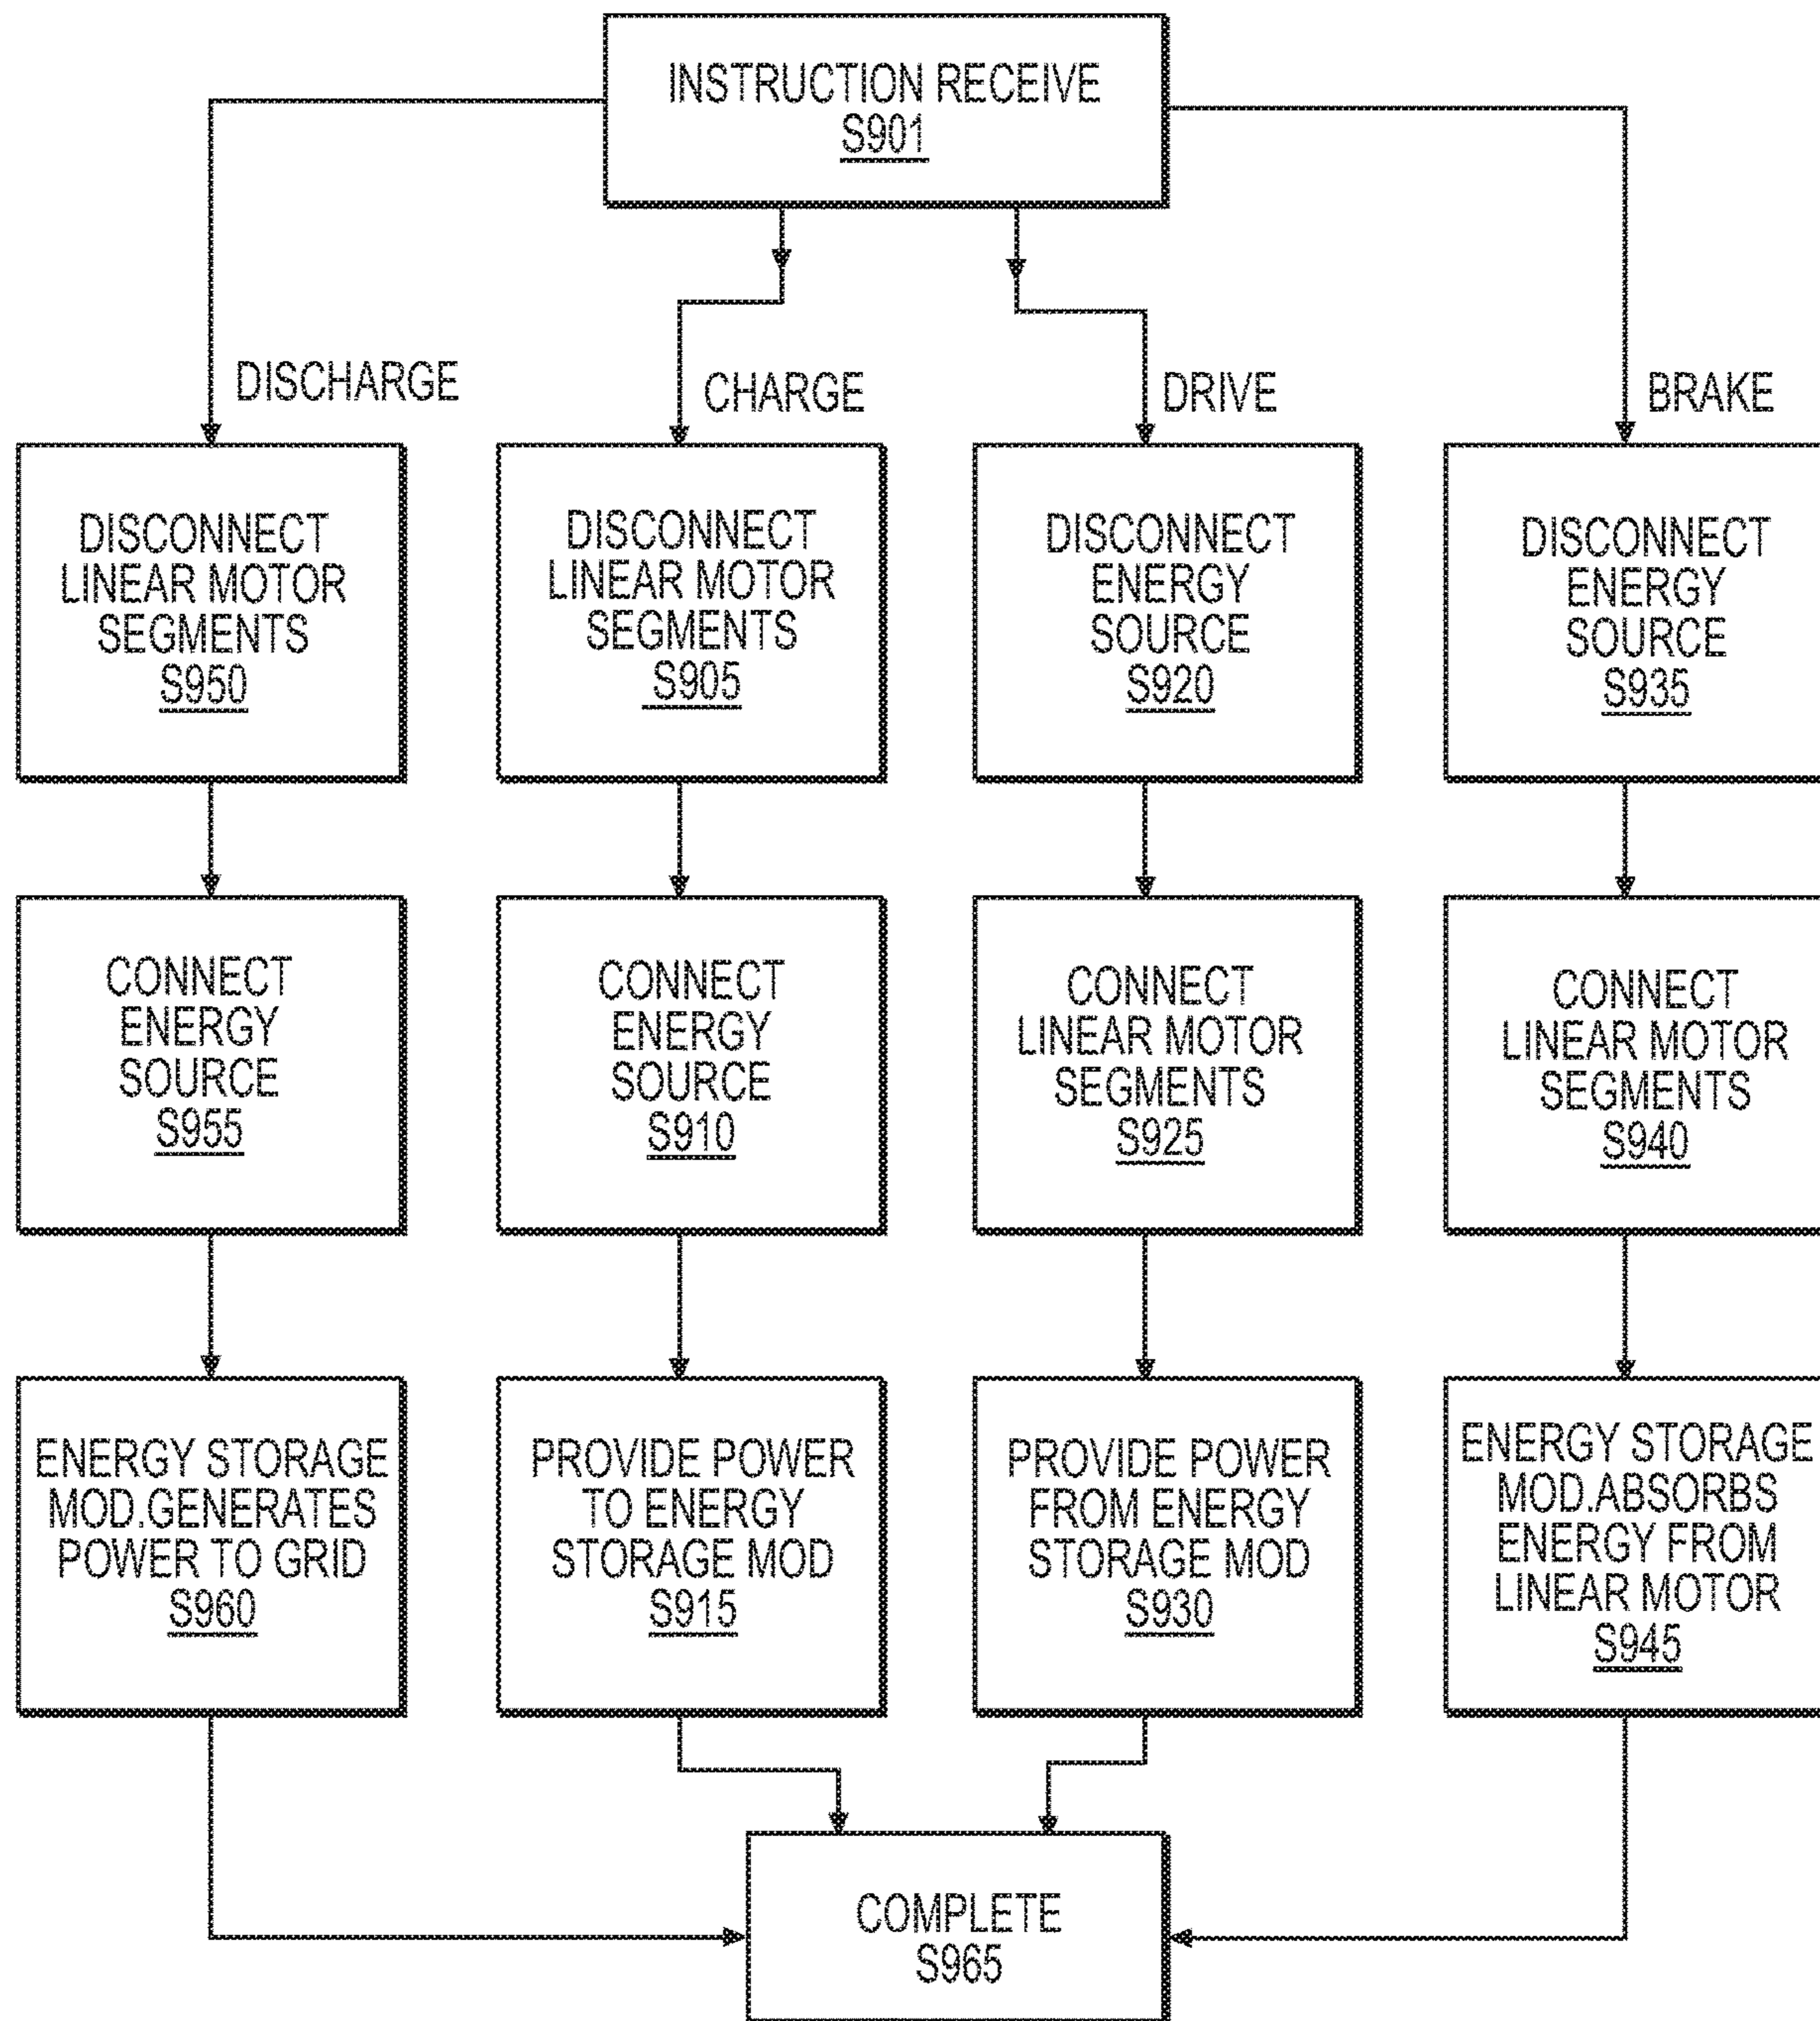 INSTRUCTION RECEIVE
S901
DISCHARGE
CHARGE
DRIVE
BRAKE
DISCONNECT
LINEAR MOTOR
SEGMENTS
S950
DISCONNECT
LINEAR MOTOR
SEGMENTS
S905
DISCONNECT
ENERGY
SOURCE
S920
DISCONNECT
ENERGY
SOURCE
S935
CONNECT
ENERGY
SOURCE
S955
CONNECT
ENERGY
SOURCE
S910
CONNECT
LINEAR MOTOR
SEGMENTS
S925
CONNECT
LINEAR MOTOR
SEGMENTS
S940
ENERGY STORAGE
MOD.GENERATES
POWER TO GRID
S960
PROVIDE POWER
TO ENERGY
STORAGE MOD
S915
PROVIDE POWER
FROM ENERGY
STORAGE MOD
S930
ENERGY STORAGE
MOD.ABSORBS
ENERGY FROM
LINEAR MOTOR
S945
COMPLETE
S965